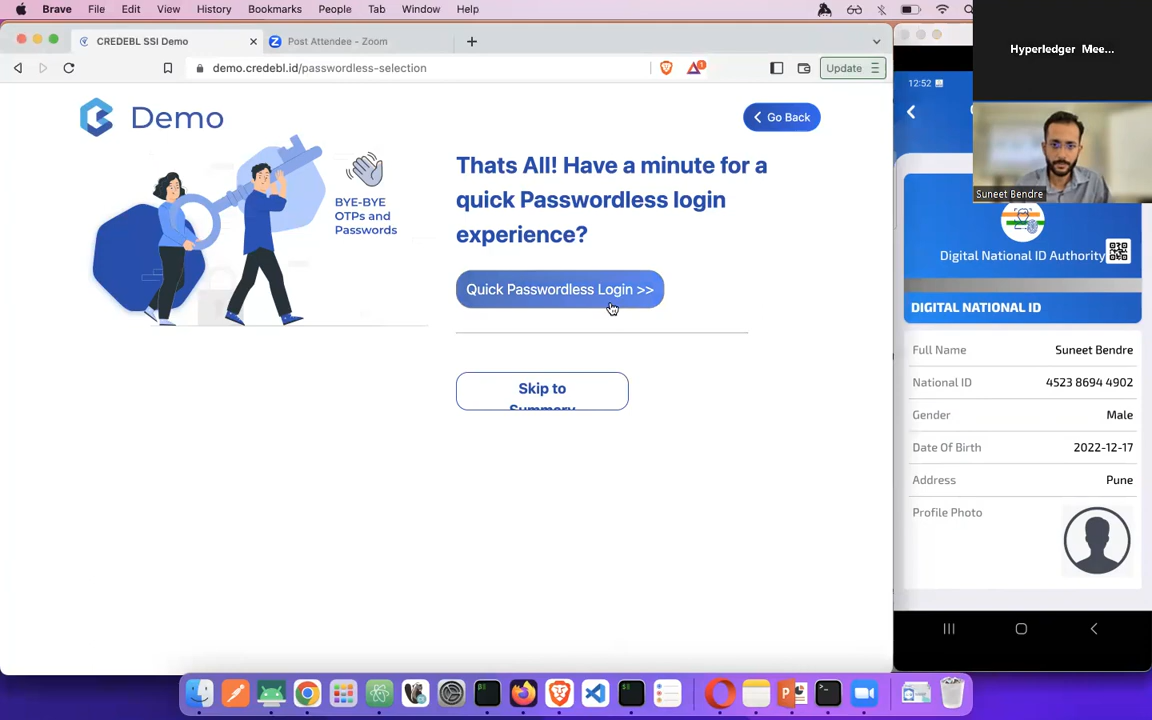 Brave File Edit View History Bookmarks People Tab Window Help
CREDEBL SSI Demo
Post Attendee - Zoom
demo.credebl.id/passwordless-selection
1
Update
Demo
Go Back
BYE-BYE
OTPs and
Passwords
Thats All! Have a minute for a
quick Passwordless login
experience?
Quick Passwordless Login >>
Skip to
Summary
12:52
Hyperledger Mee...
Suneet Bendre
Digital National ID Authority
DIGITAL NATIONAL ID
Full Name Suneet Bendre
National ID 4523 8694 4902
Gender Male
Date Of Birth 2022-12-17
Address Pune
Profile Photo